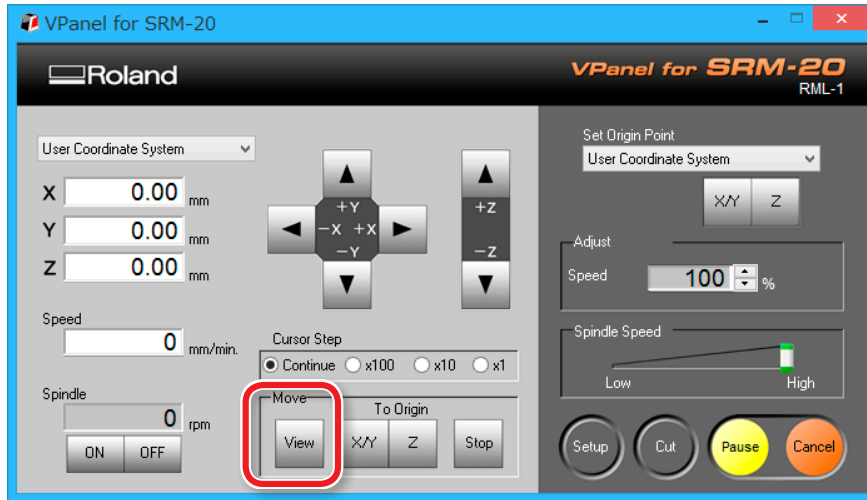 VPanel for SRM-20
Roland
VPanel for SRM-20
RML-1
User Coordinate System
X 0.00 mm
Y 0.00 mm
Z 0.00 mm
Speed
0 mm/min.
Spindle
0 rpm
ON OFF
+Y
-X +X
-Y
+Z
-Z
Cursor Step
Continue x100 x10 x1
Move
To Origin
View X/Y Z Stop
Set Origin Point
User Coordinate System
X/Y Z
Adjust
Speed 100 %
Spindle Speed
Low High
Setup Cut Pause Cancel